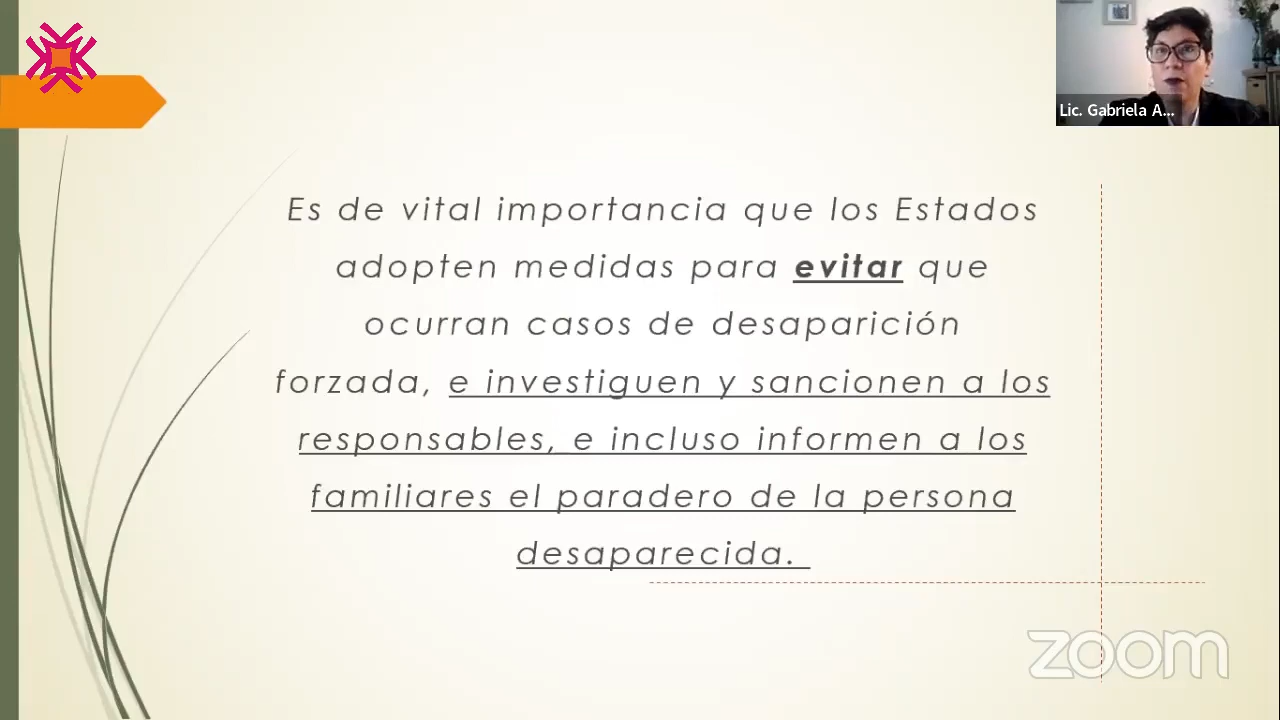 Lic. Gabriela A...
Es de vital importancia que los Estados
adopten medidas para evitar que
ocurran casos de desaparición
forzada, e investiguen y sancionen a los
responsables, e incluso informen a los
familiares el paradero de la persona
desaparecida.
zoom